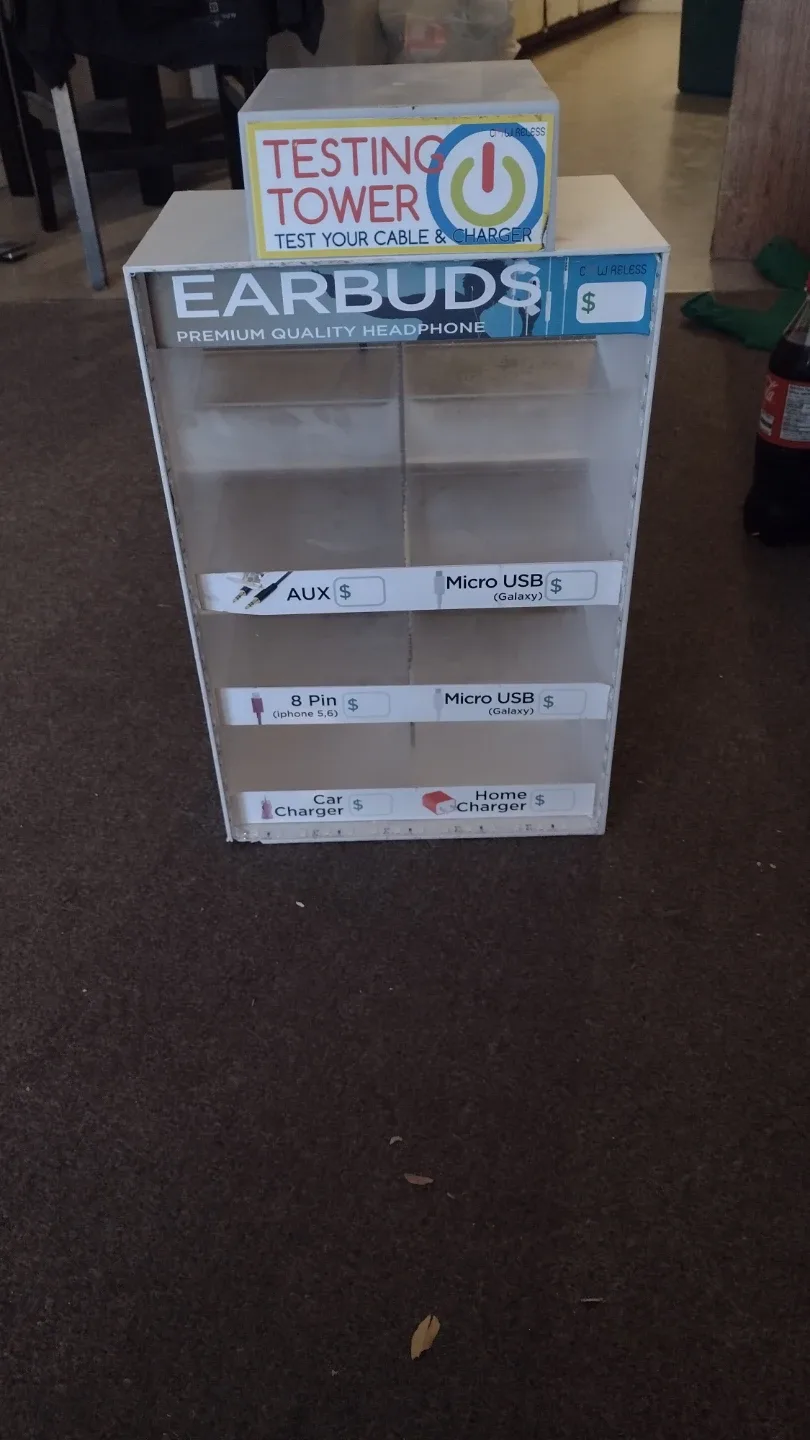 TESTING
TOWER
TEST YOUR CABLE & CHARGER
EARBUDS
PREMIUM QUALITY HEADPHONE
$
AUX $
Micro USB $
(Galaxy)
8 Pin $
(iphone 5,6)
Micro USB $
(Galaxy)
Car
Charger $
Home
Charger $